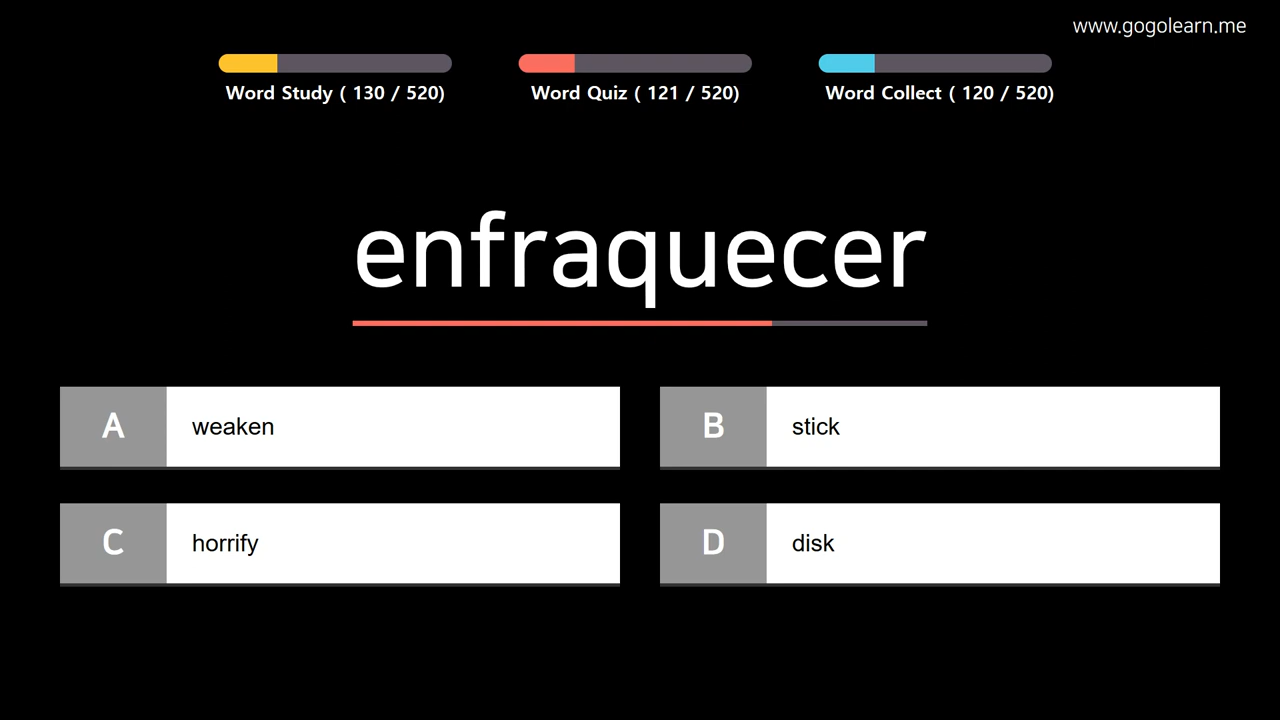 www.gogolearn.me
Word Study ( 130 / 520)
Word Quiz ( 121 / 520)
Word Collect ( 120 / 520)
enfraquecer
A weaken
B stick
C horrify
D disk